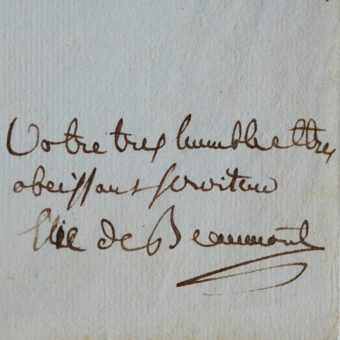 Votre tres humble et tres
obeissant serviteur
Elie de Beaumont